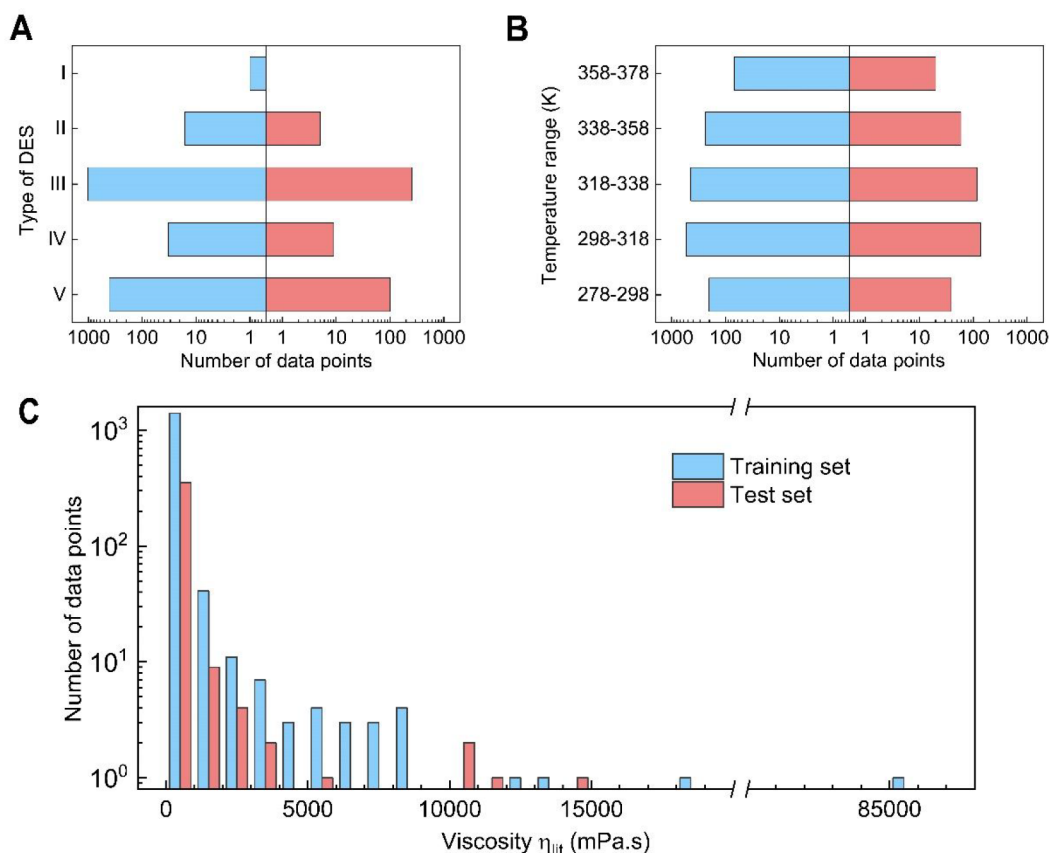 A
Type of DES
I
II
III
IV
V
1000 100 10 1 1 10 100 1000
Number of data points
B
Temperature range (K)
358-378
338-358
318-338
298-318
278-298
1000 100 10 1 1 10 100 1000
Number of data points
C
Number of data points
10³
10²
10¹
10⁰
Training set
Test set
0 5000 10000 15000 85000
Viscosity ηlit (mPa.s)